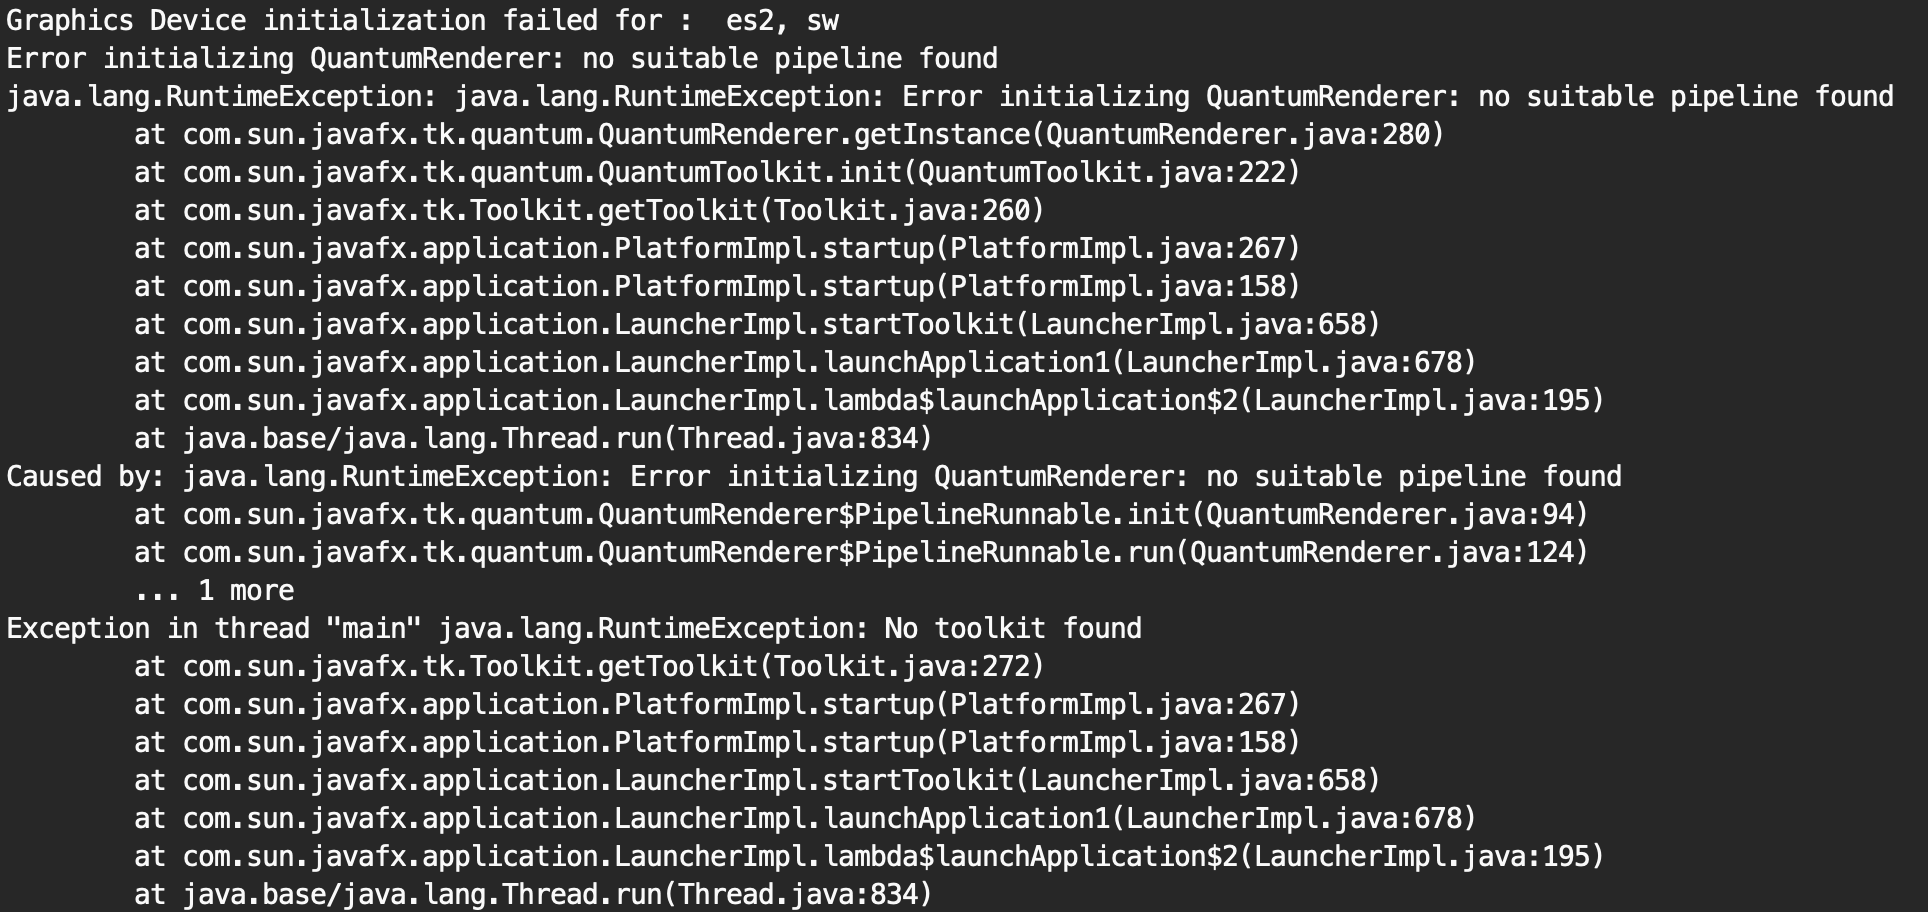 Graphics Device initialization failed for :  es2, sw
Error initializing QuantumRenderer: no suitable pipeline found
java.lang.RuntimeException: java.lang.RuntimeException: Error initializing QuantumRenderer: no suitable pipeline found
        at com.sun.javafx.tk.quantum.QuantumRenderer.getInstance(QuantumRenderer.java:280)
        at com.sun.javafx.tk.quantum.QuantumToolkit.init(QuantumToolkit.java:222)
        at com.sun.javafx.tk.Toolkit.getToolkit(Toolkit.java:260)
        at com.sun.javafx.application.PlatformImpl.startup(PlatformImpl.java:267)
        at com.sun.javafx.application.PlatformImpl.startup(PlatformImpl.java:158)
        at com.sun.javafx.application.LauncherImpl.startToolkit(LauncherImpl.java:658)
        at com.sun.javafx.application.LauncherImpl.launchApplication1(LauncherImpl.java:678)
        at com.sun.javafx.application.LauncherImpl.lambda$launchApplication$2(LauncherImpl.java:195)
        at java.base/java.lang.Thread.run(Thread.java:834)
Caused by: java.lang.RuntimeException: Error initializing QuantumRenderer: no suitable pipeline found
        at com.sun.javafx.tk.quantum.QuantumRenderer$PipelineRunnable.init(QuantumRenderer.java:94)
        at com.sun.javafx.tk.quantum.QuantumRenderer$PipelineRunnable.run(QuantumRenderer.java:124)
        ... 1 more
Exception in thread "main" java.lang.RuntimeException: No toolkit found
        at com.sun.javafx.tk.Toolkit.getToolkit(Toolkit.java:272)
        at com.sun.javafx.application.PlatformImpl.startup(PlatformImpl.java:267)
        at com.sun.javafx.application.PlatformImpl.startup(PlatformImpl.java:158)
        at com.sun.javafx.application.LauncherImpl.startToolkit(LauncherImpl.java:658)
        at com.sun.javafx.application.LauncherImpl.launchApplication1(LauncherImpl.java:678)
        at com.sun.javafx.application.LauncherImpl.lambda$launchApplication$2(LauncherImpl.java:195)
        at java.base/java.lang.Thread.run(Thread.java:834)